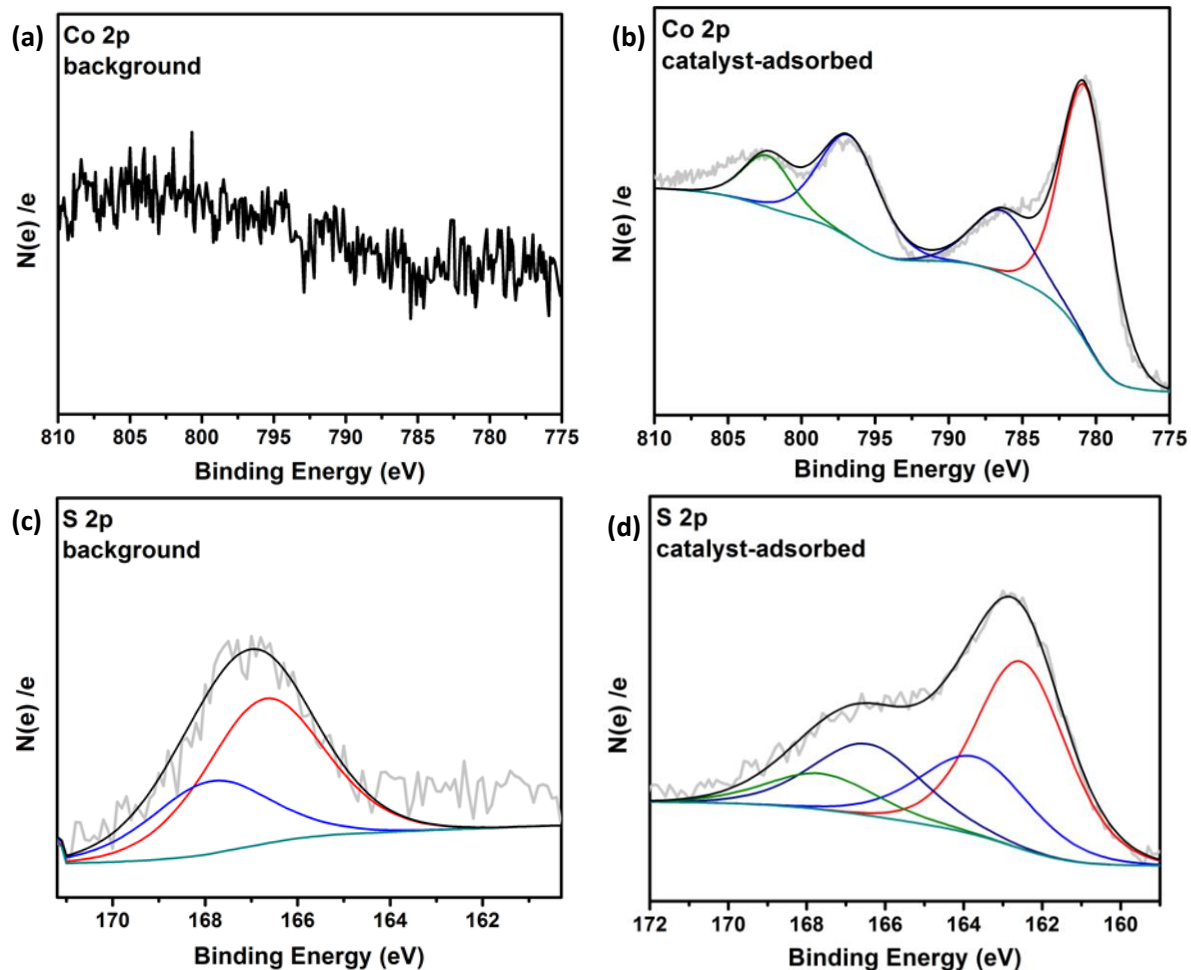 (a)
Co 2p
background
N(e) /e
810 805 800 795 790 785 780 775
Binding Energy (eV)
(b)
Co 2p
catalyst-adsorbed
N(e) /e
810 805 800 795 790 785 780 775
Binding Energy (eV)
(c)
S 2p
background
N(e) /e
170 168 166 164 162
Binding Energy (eV)
(d)
S 2p
catalyst-adsorbed
N(e) /e
172 170 168 166 164 162 160
Binding Energy (eV)